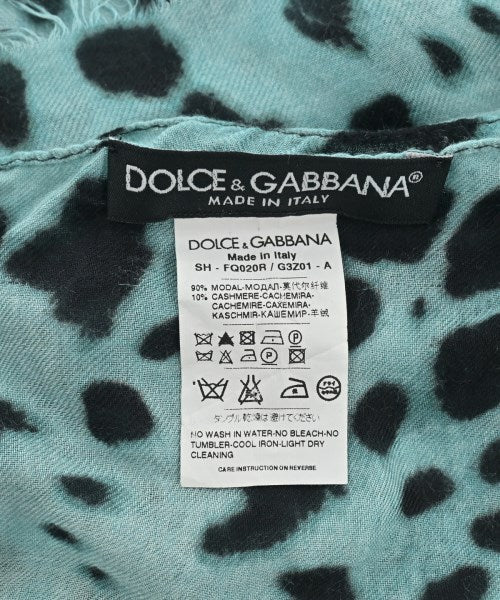 DOLCE & GABBANA®
MADE IN ITALY
DOLCE & GABBANA
Made in Italy
SH - FQ020R / G3Z01 - A
90% MODAL-МОДАЛ-莫代尔纤维
10% CASHMERE-CACHEMIRA-
CACHEMIRE-CAXEMIRA-
KASCHMIR-КАШЕМИР-羊绒
タンブル乾燥は避けてください
NO WASH IN WATER-NO BLEACH-NO
TUMBLER-COOL IRON-LIGHT DRY
CLEANING
CARE INSTRUCTION ON REVERSE